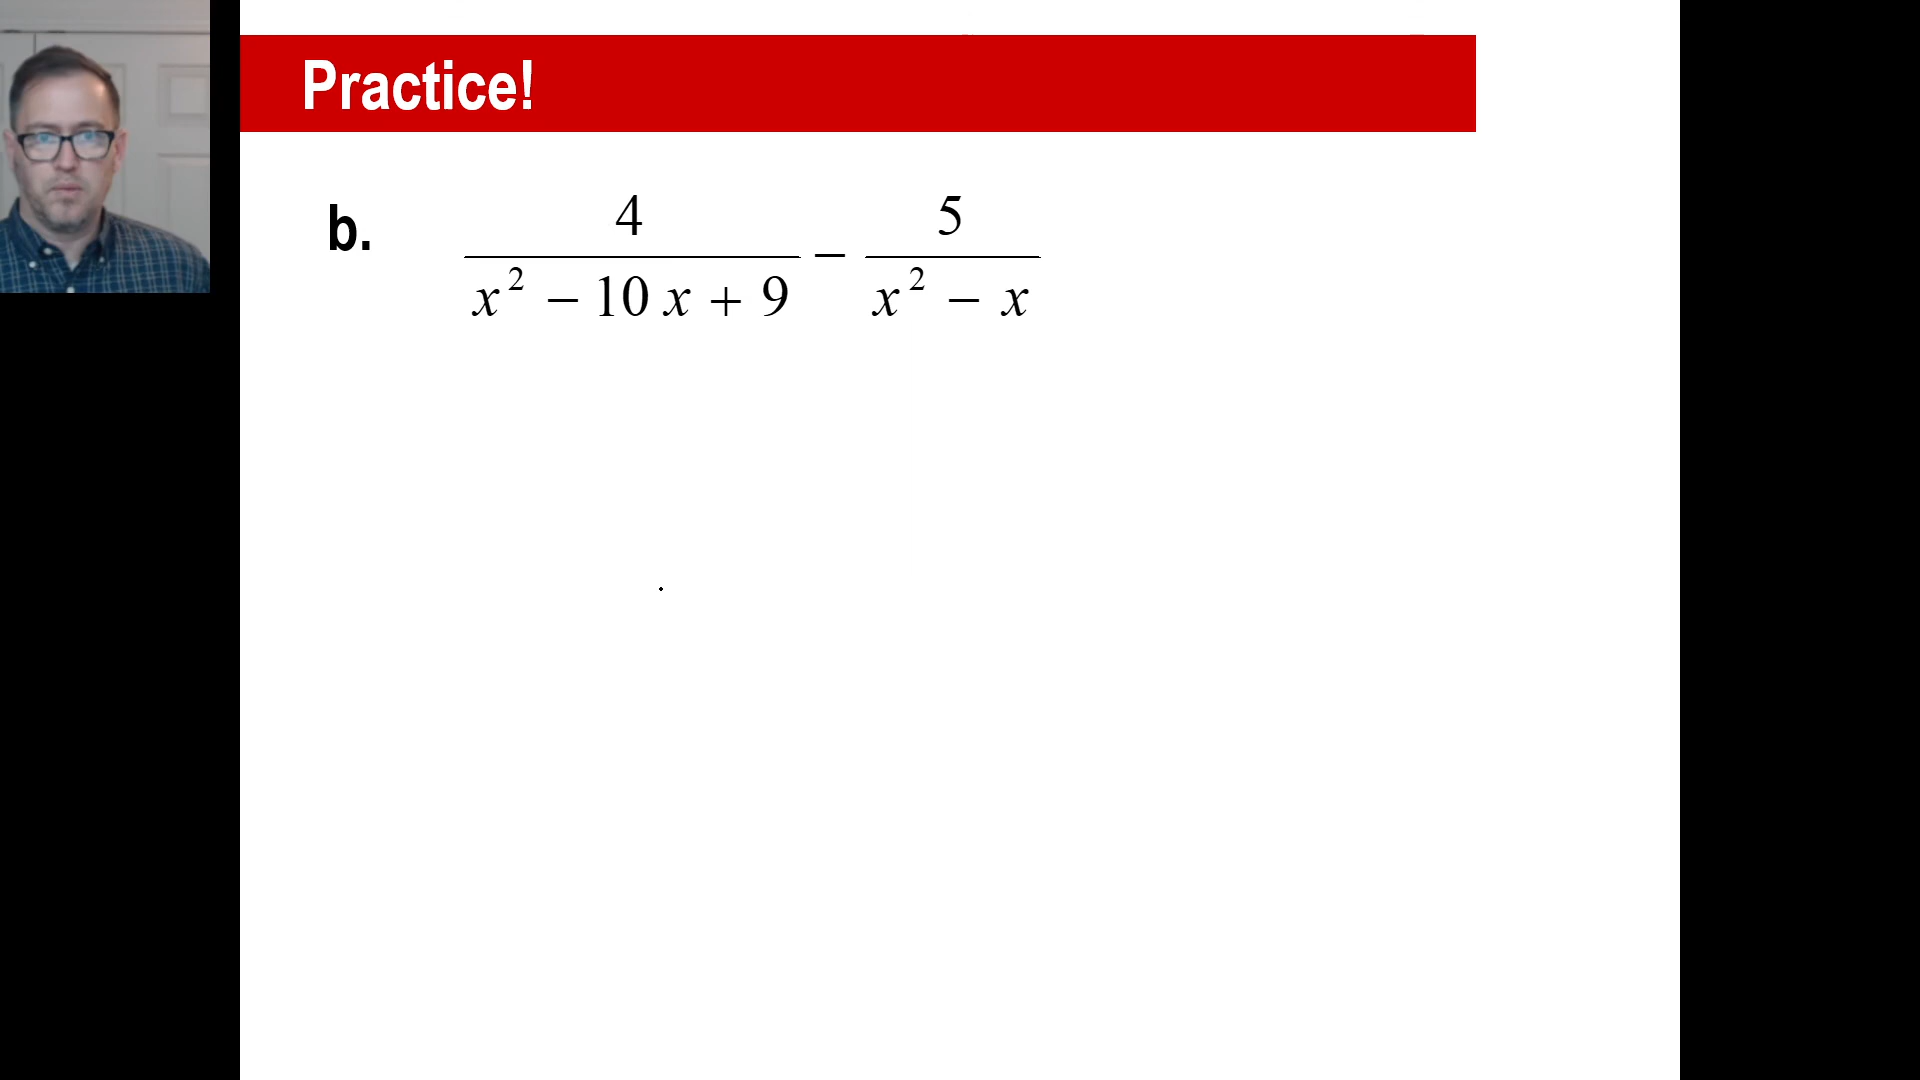 Practice!
b. 4/(x² − 10x + 9) − 5/(x² − x)